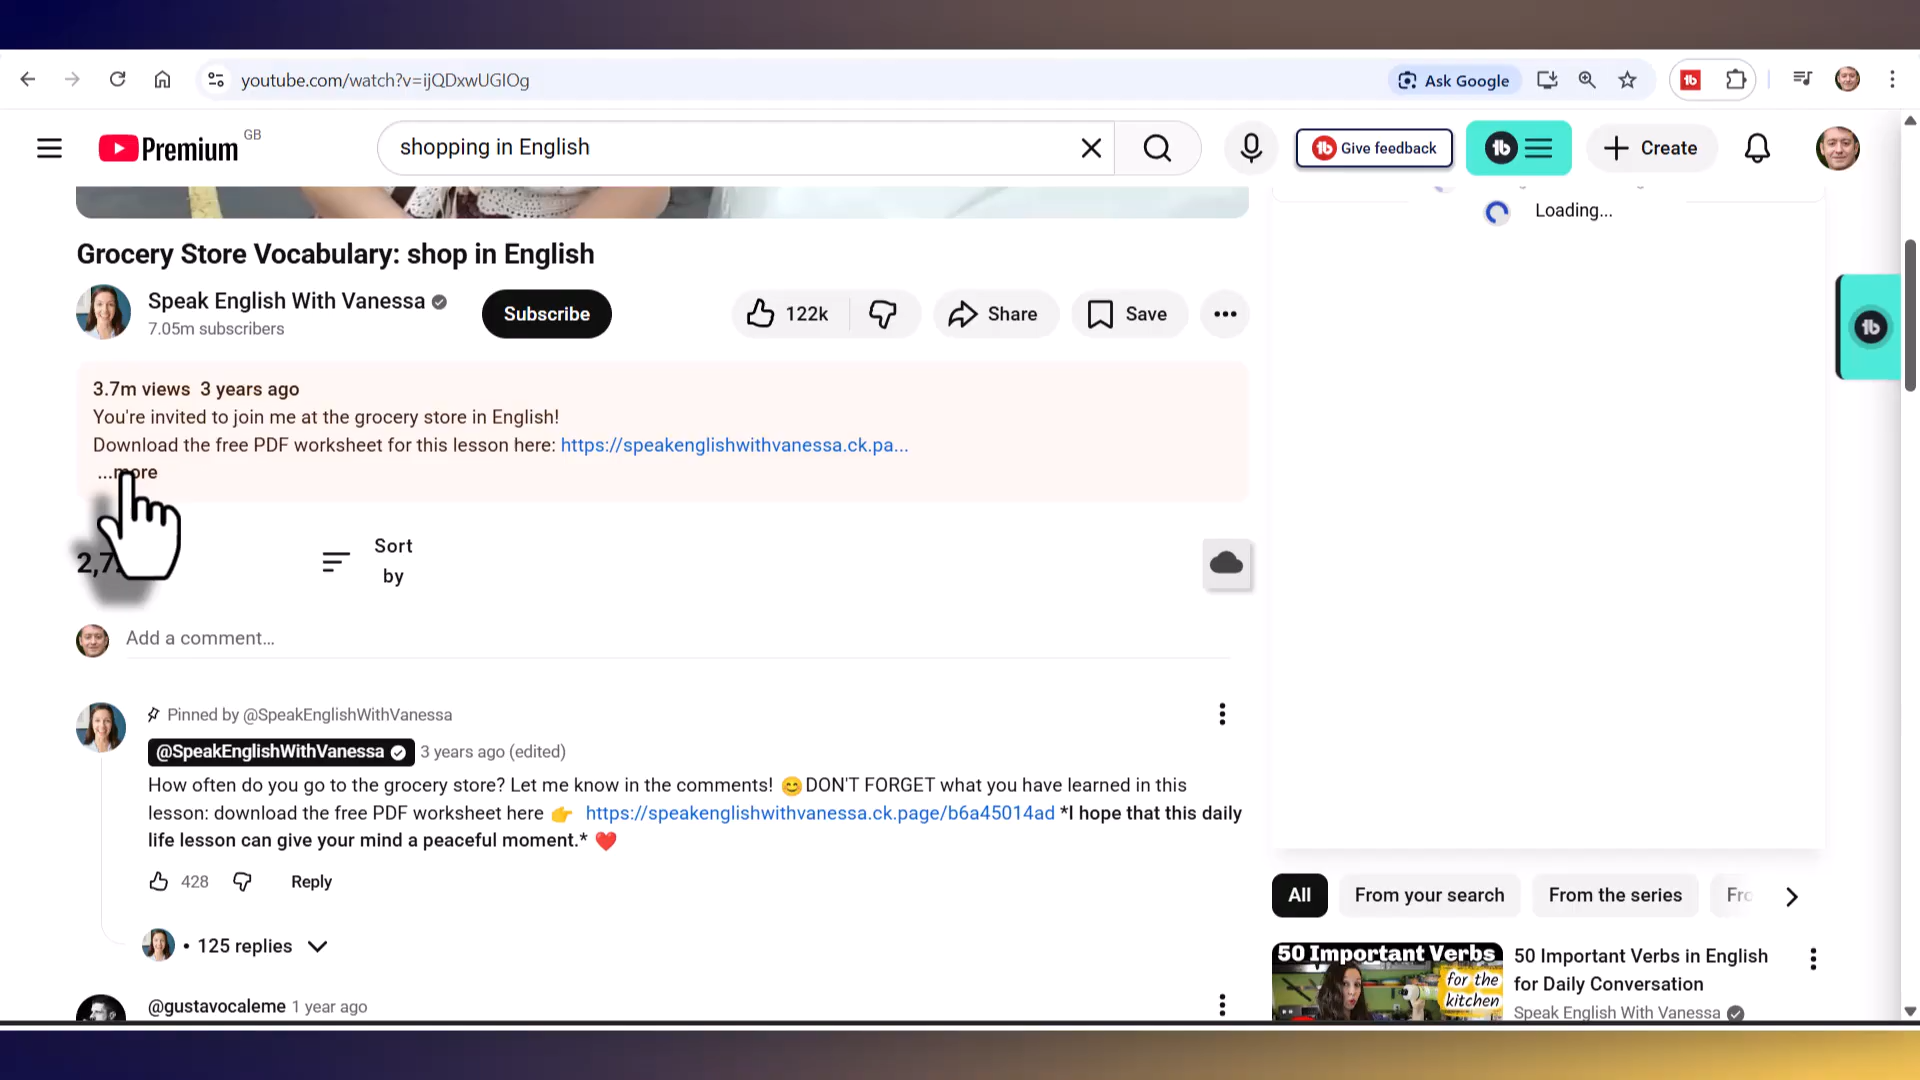 youtube.com/watch?v=ijQDxwUGIOg
Ask Google
Premium GB
shopping in English
Give feedback
Create
Loading...
Grocery Store Vocabulary: shop in English
Speak English With Vanessa
7.05m subscribers
Subscribe
122k
Share
Save
3.7m views 3 years ago
You're invited to join me at the grocery store in English!
Download the free PDF worksheet for this lesson here: https://speakenglishwithvanessa.ck.pa...
...more
Sort
by
Add a comment...
Pinned by @SpeakEnglishWithVanessa
@SpeakEnglishWithVanessa 3 years ago (edited)
How often do you go to the grocery store? Let me know in the comments! 😊DON'T FORGET what you have learned in this
lesson: download the free PDF worksheet here 👉 https://speakenglishwithvanessa.ck.page/b6a45014ad *I hope that this daily
life lesson can give your mind a peaceful moment.* ❤️
428
Reply
• 125 replies
@gustavocaleme 1 year ago
All
From your search
From the series
50 Important Verbs
for the
kitchen
50 Important Verbs in English
for Daily Conversation
Speak English With Vanessa